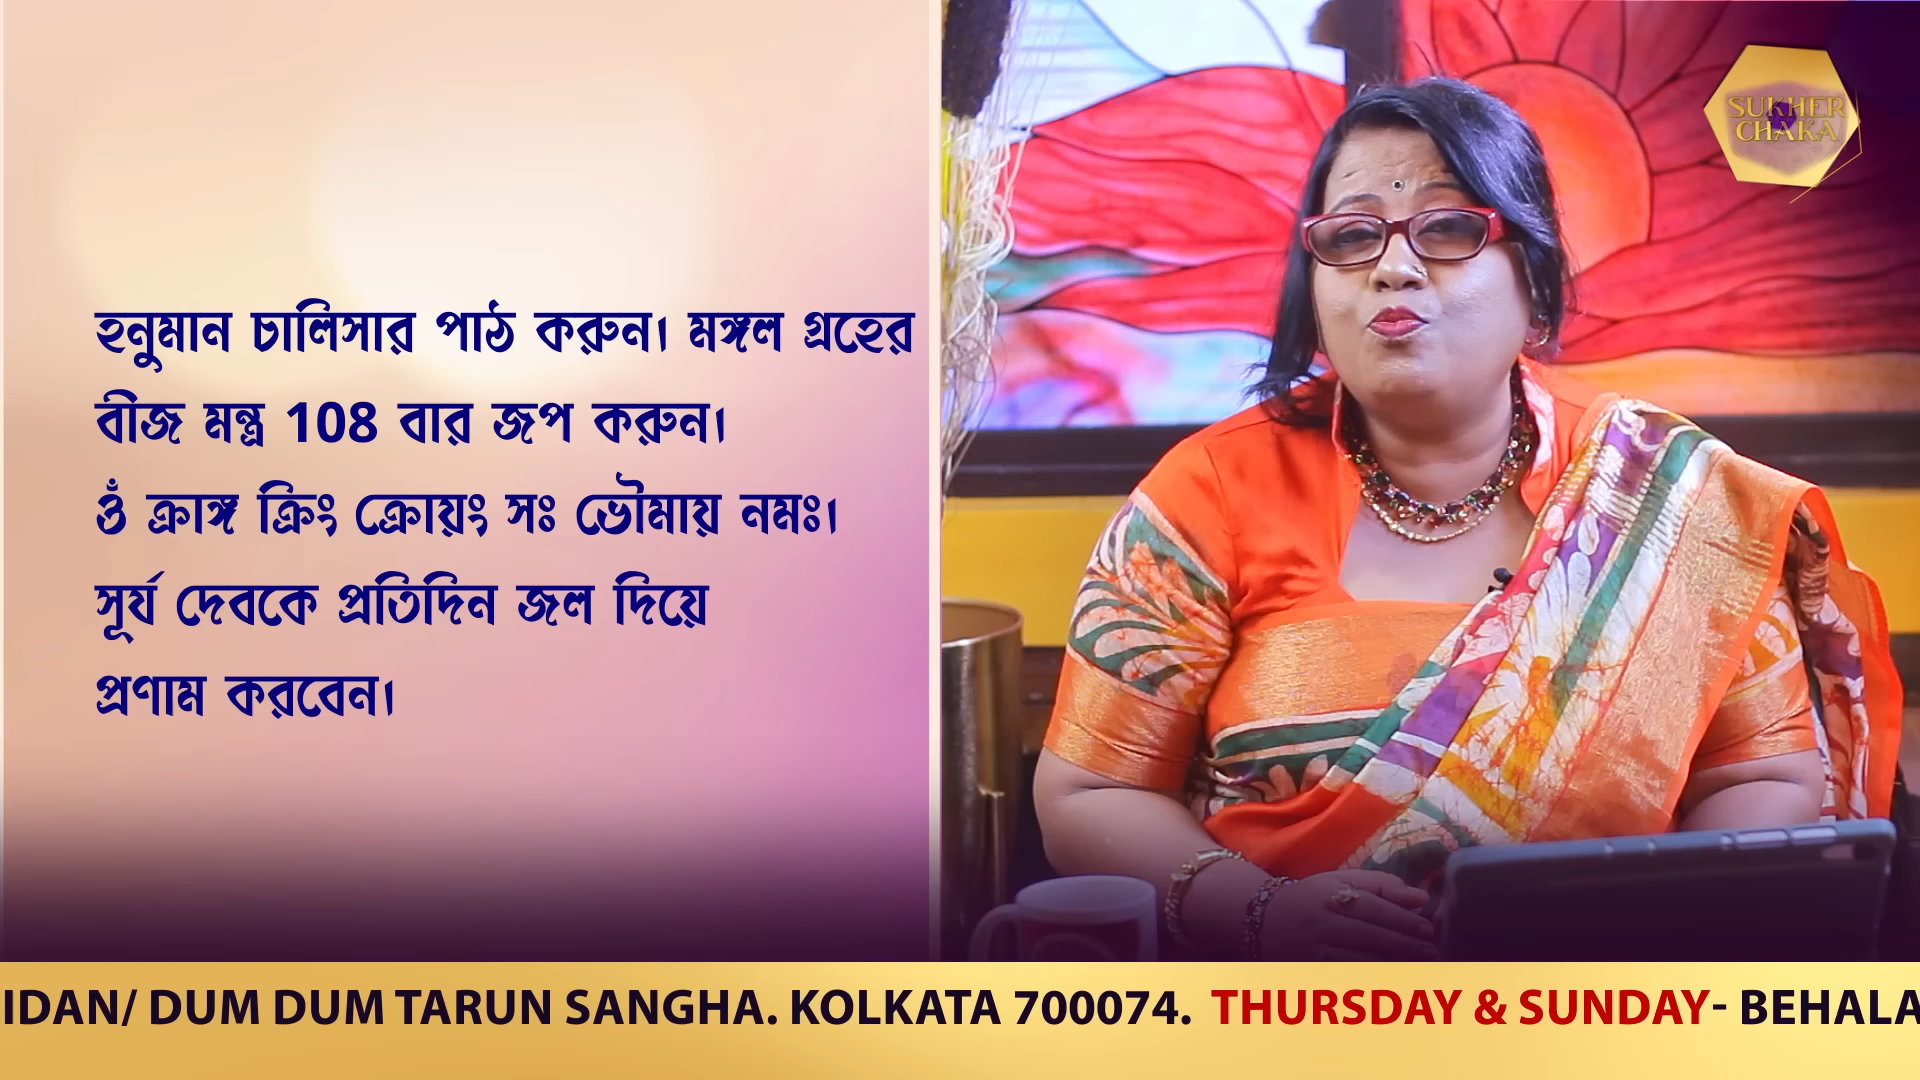 হনুমান চালিসার পাঠ করুন। মঙ্গল গ্রহের
বীজ মন্ত্র 108 বার জপ করুন।
ওঁ ক্রাঙ্গ ক্রিং ক্রোয়ং সঃ ভৌমায় নমঃ।
সূর্য দেবকে প্রতিদিন জল দিয়ে
প্রণাম করবেন।
SUKHER
CHAKA
IDAN/ DUM DUM TARUN SANGHA. KOLKATA 700074. THURSDAY & SUNDAY- BEHALA